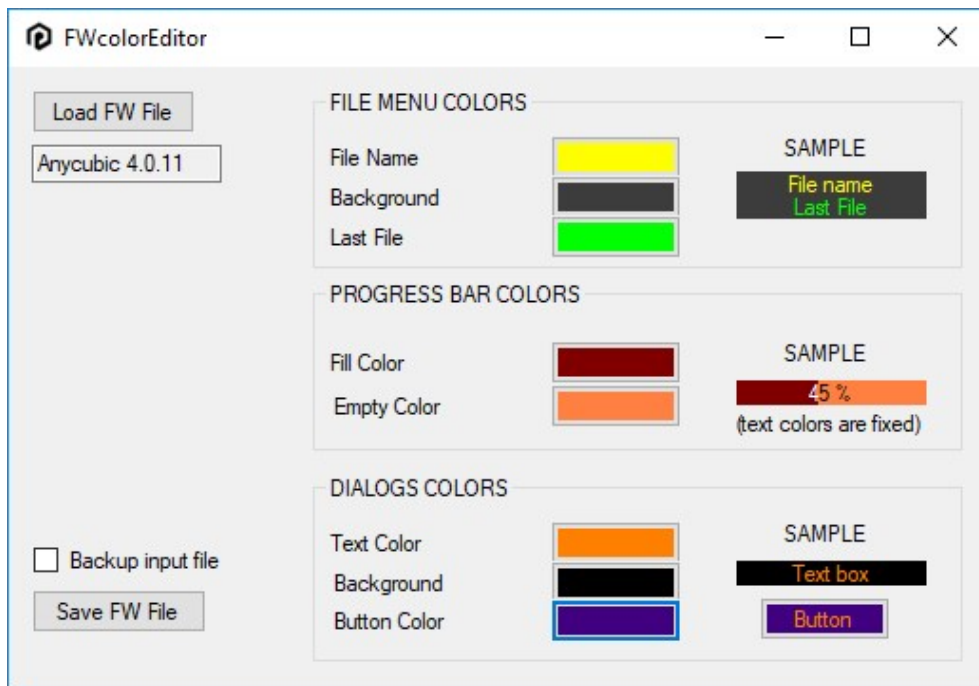 FWcolorEditor
Load FW File
Anycubic 4.0.11
FILE MENU COLORS
File Name
Background
Last File
SAMPLE
File name
Last File
PROGRESS BAR COLORS
Fill Color
Empty Color
SAMPLE
45 %
(text colors are fixed)
DIALOGS COLORS
Text Color
Background
Button Color
SAMPLE
Text box
Button
Backup input file
Save FW File